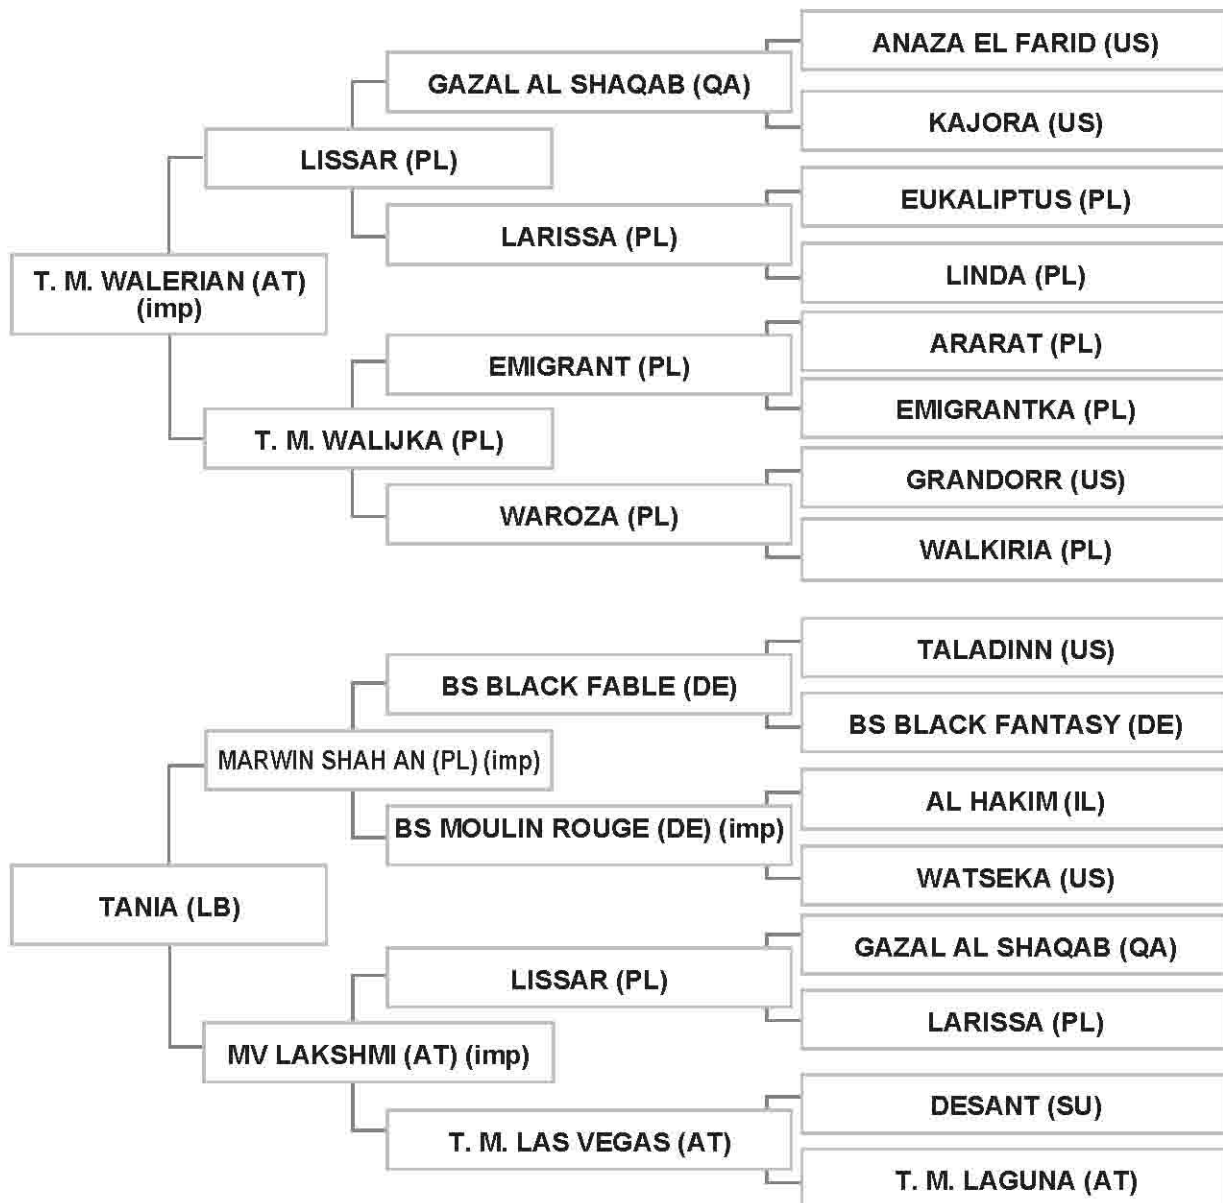 ANAZA EL FARID (US)
GAZAL AL SHAQAB (QA)
KAJORA (US)
LISSAR (PL)
EUKALIPTUS (PL)
LARISSA (PL)
LINDA (PL)
T. M. WALERIAN (AT)
(imp)
ARARAT (PL)
EMIGRANT (PL)
EMIGRANTKA (PL)
T. M. WALIJKA (PL)
GRANDORR (US)
WAROZA (PL)
WALKIRIA (PL)
TALADINN (US)
BS BLACK FABLE (DE)
BS BLACK FANTASY (DE)
MARWIN SHAH AN (PL) (imp)
AL HAKIM (IL)
BS MOULIN ROUGE (DE) (imp)
WATSEKA (US)
TANIA (LB)
GAZAL AL SHAQAB (QA)
LISSAR (PL)
LARISSA (PL)
MV LAKSHMI (AT) (imp)
DESANT (SU)
T. M. LAS VEGAS (AT)
T. M. LAGUNA (AT)